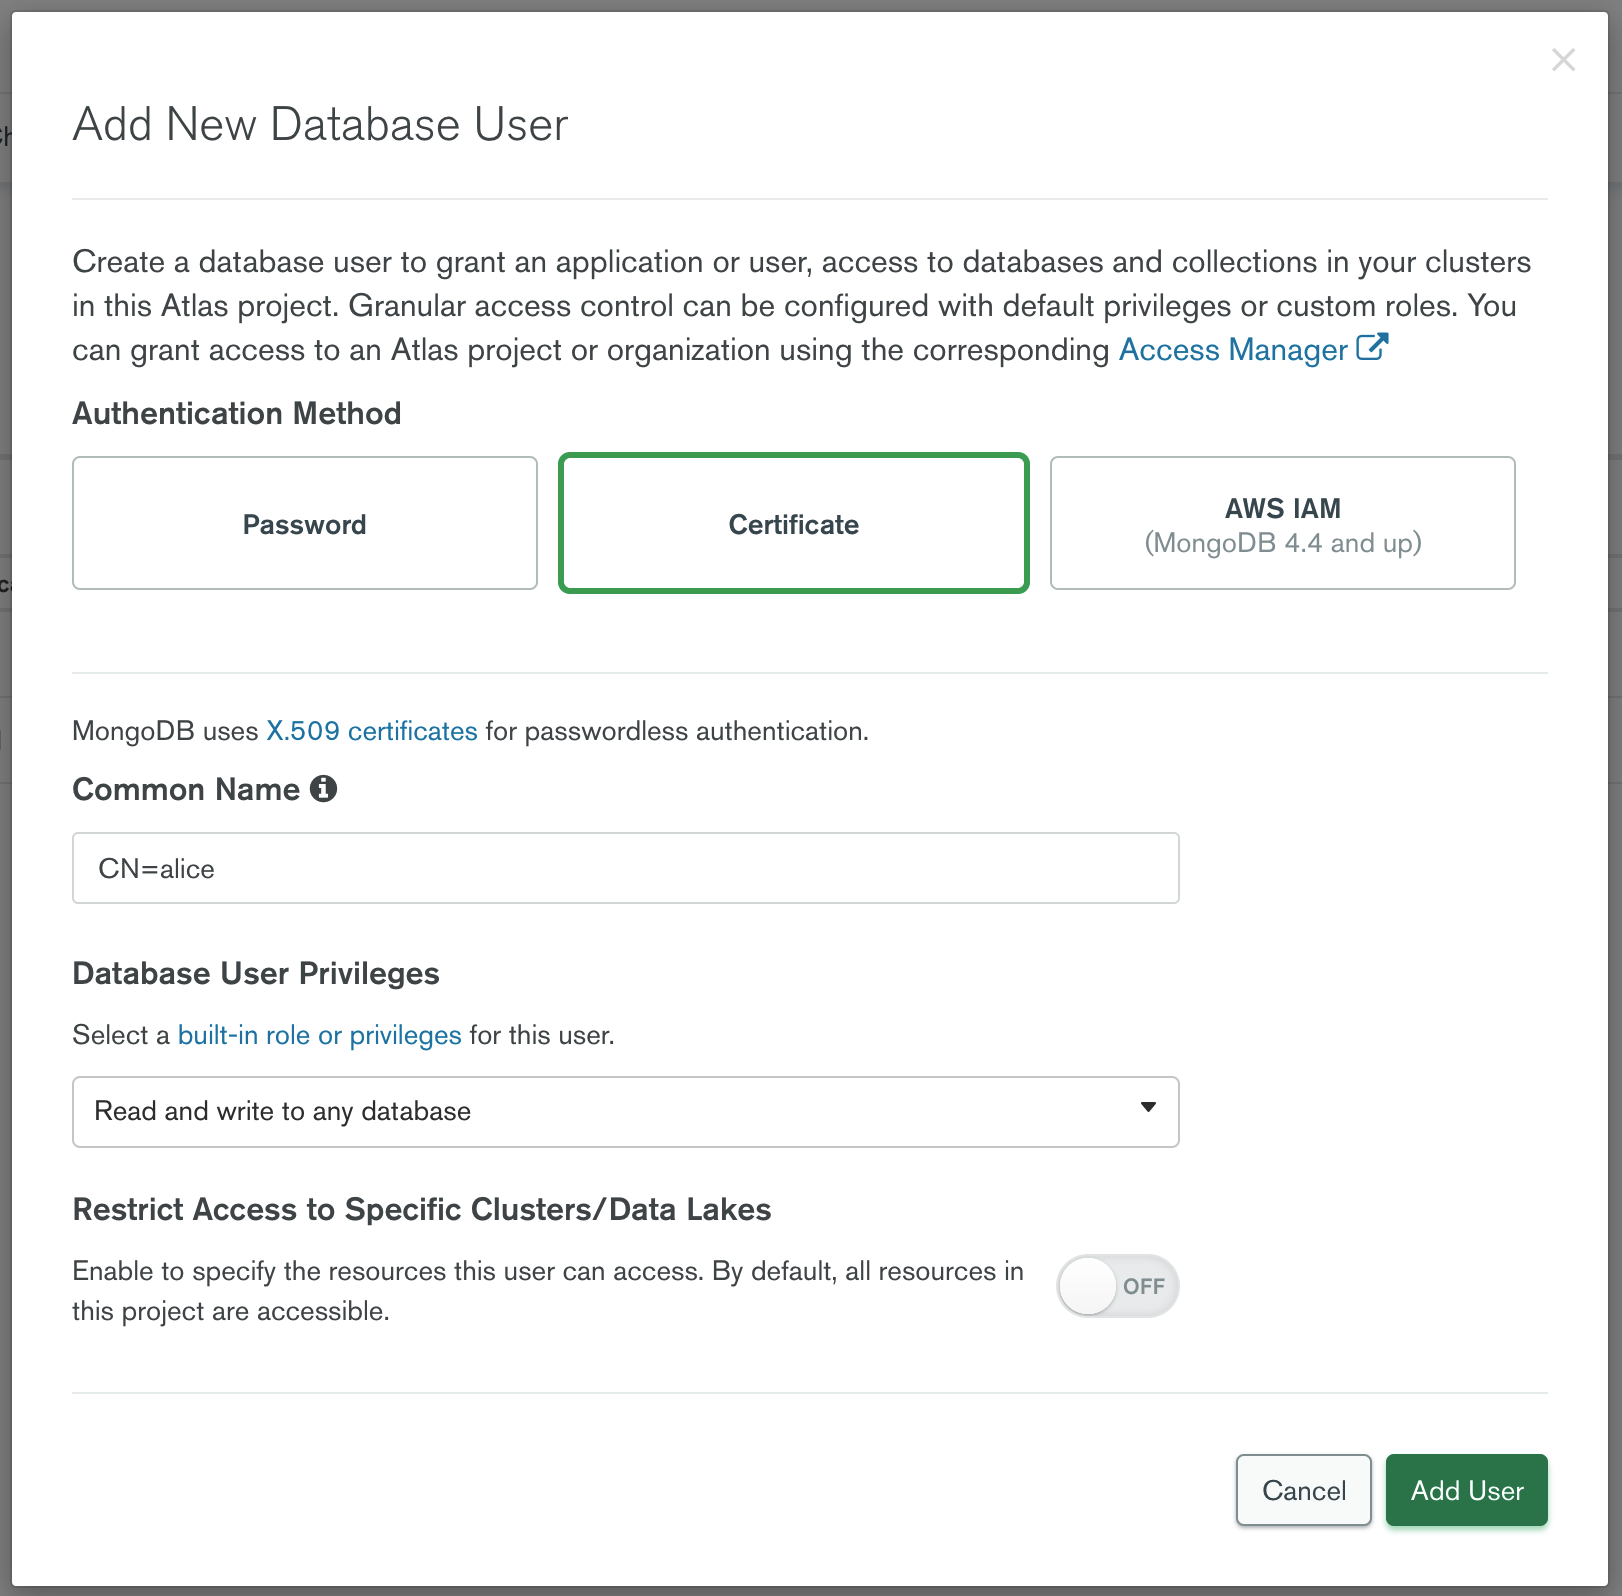 Add New Database User
Create a database user to grant an application or user, access to databases and collections in your clusters
in this Atlas project. Granular access control can be configured with default privileges or custom roles. You
can grant access to an Atlas project or organization using the corresponding Access Manager
Authentication Method
Password
Certificate
AWS IAM
(MongoDB 4.4 and up)
MongoDB uses X.509 certificates for passwordless authentication.
Common Name
CN=alice
Database User Privileges
Select a built-in role or privileges for this user.
Read and write to any database
Restrict Access to Specific Clusters/Data Lakes
Enable to specify the resources this user can access. By default, all resources in
this project are accessible.
OFF
Cancel
Add User